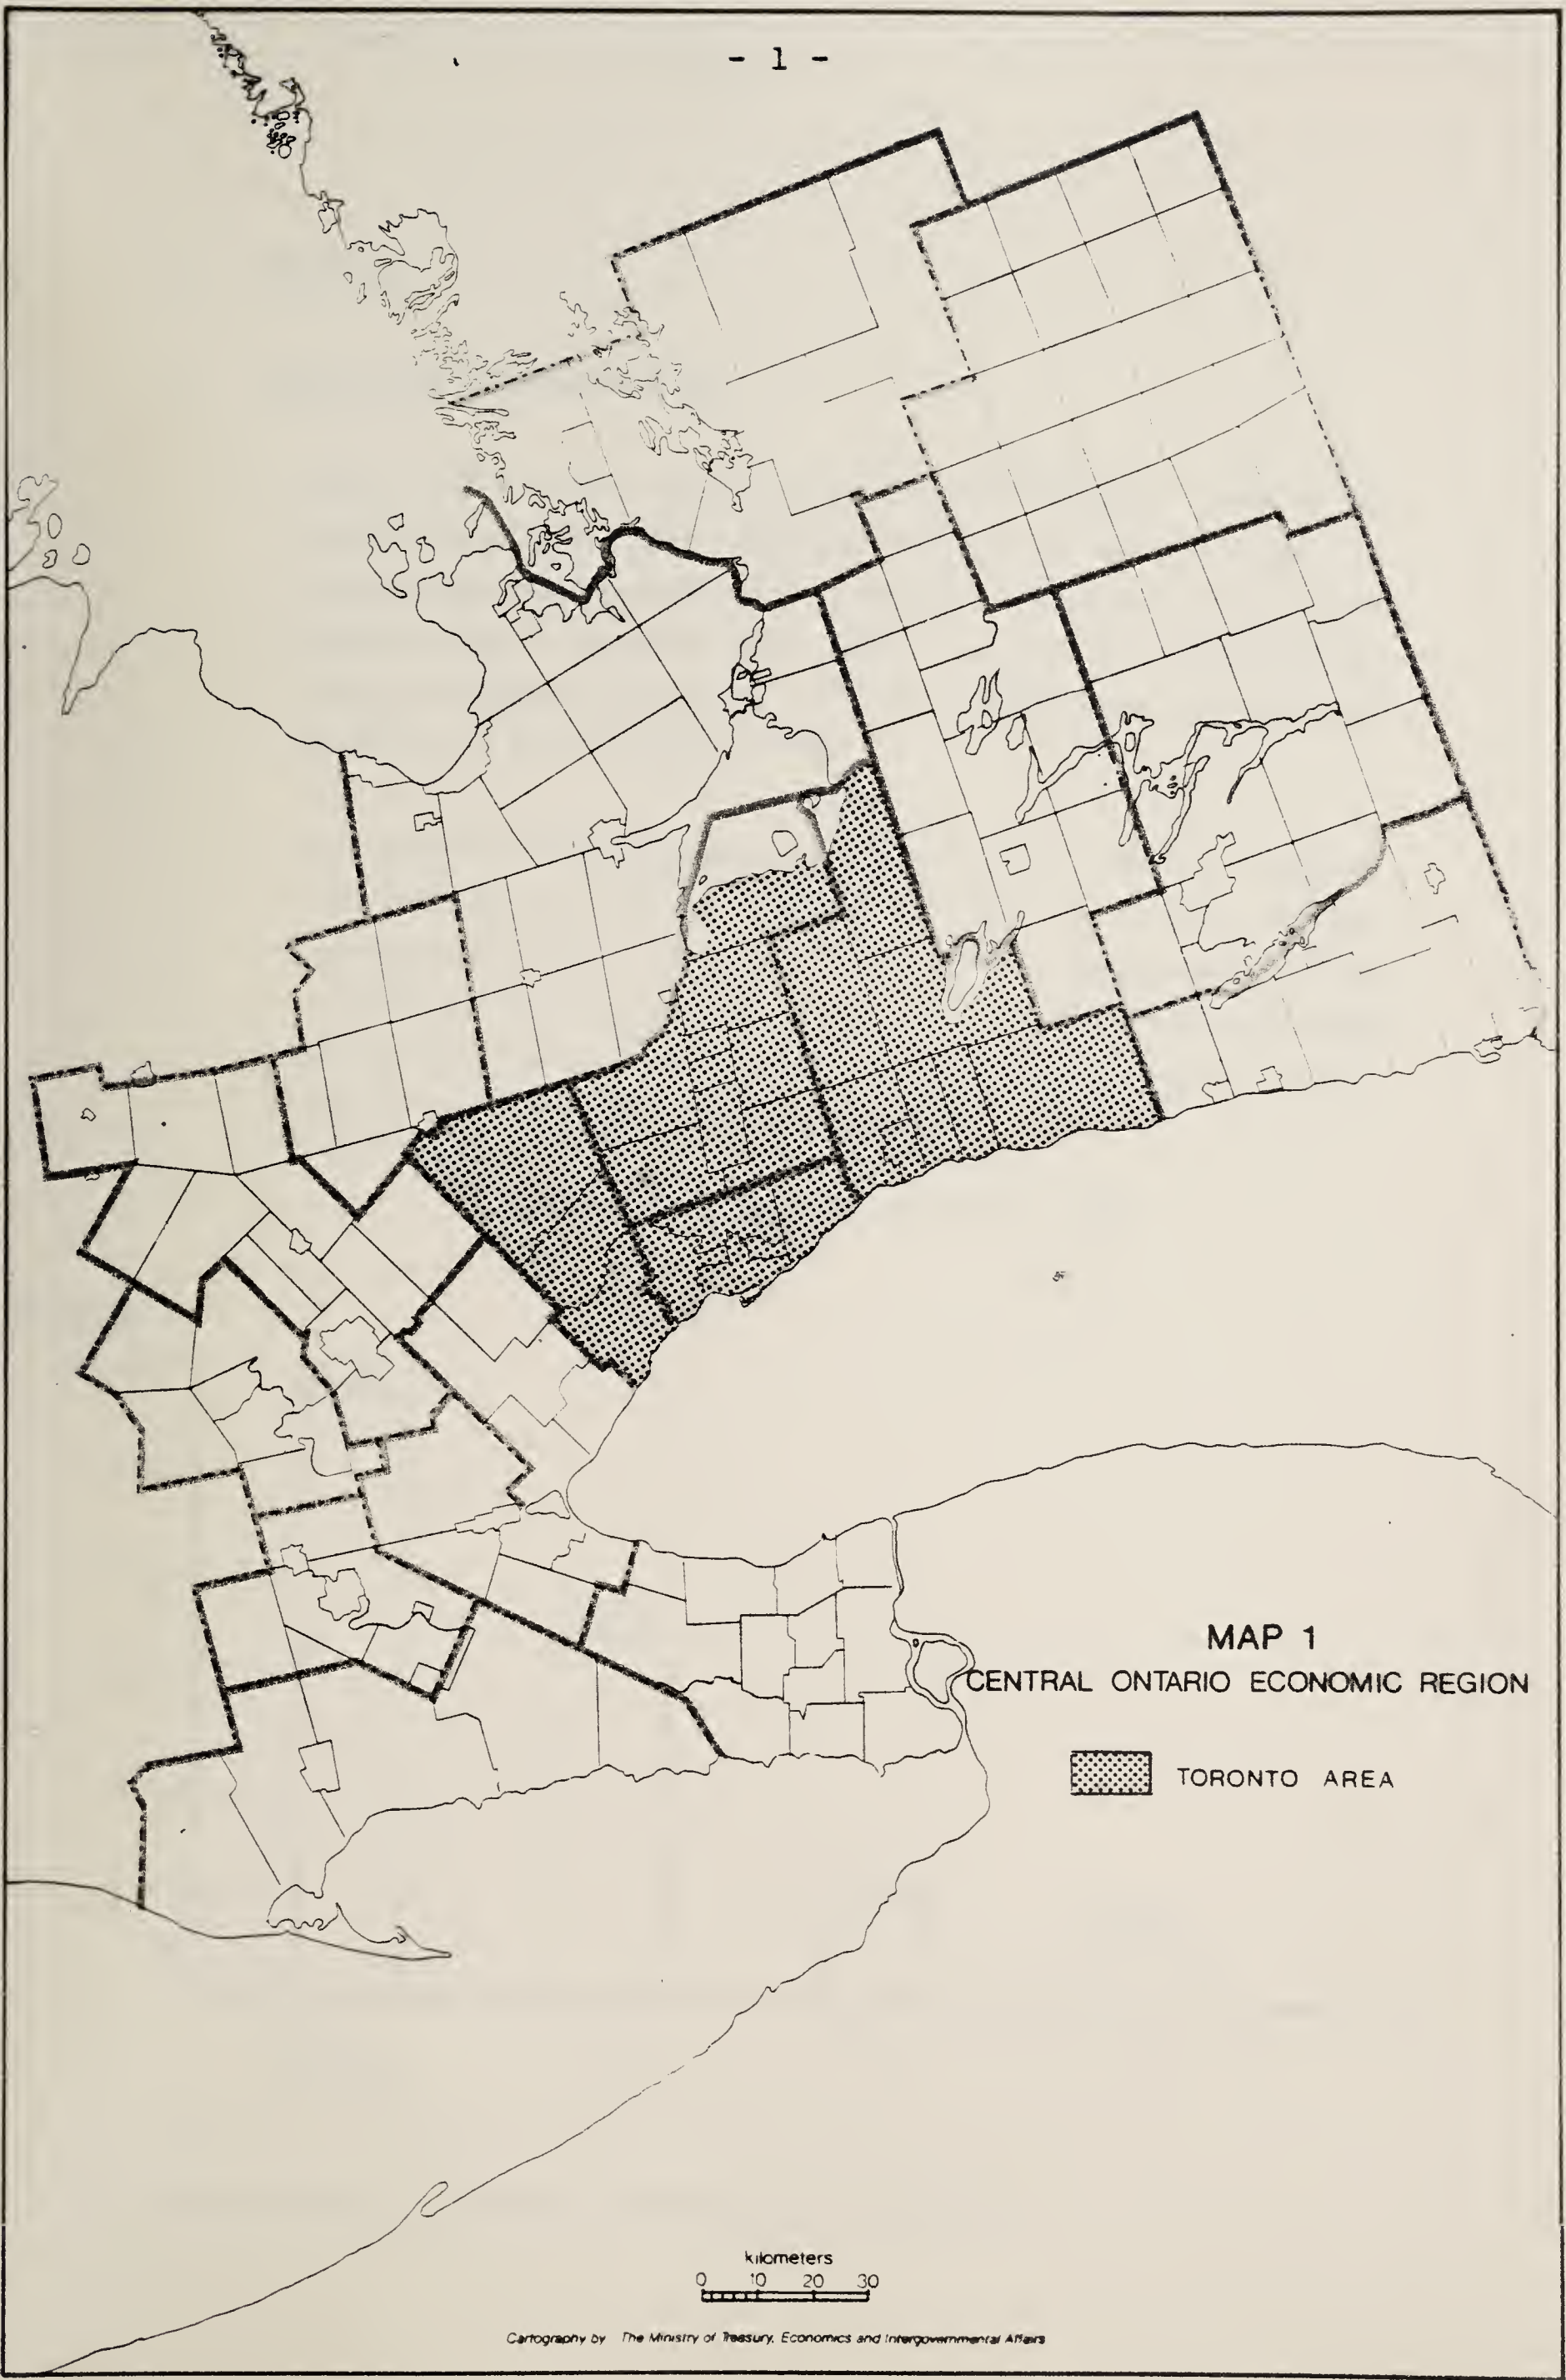 - 1 -
MAP 1
CENTRAL ONTARIO ECONOMIC REGION
TORONTO AREA
kilometers
0 10 20 30
Cartography by The Ministry of Treasury, Economics and Intergovernmental Affairs